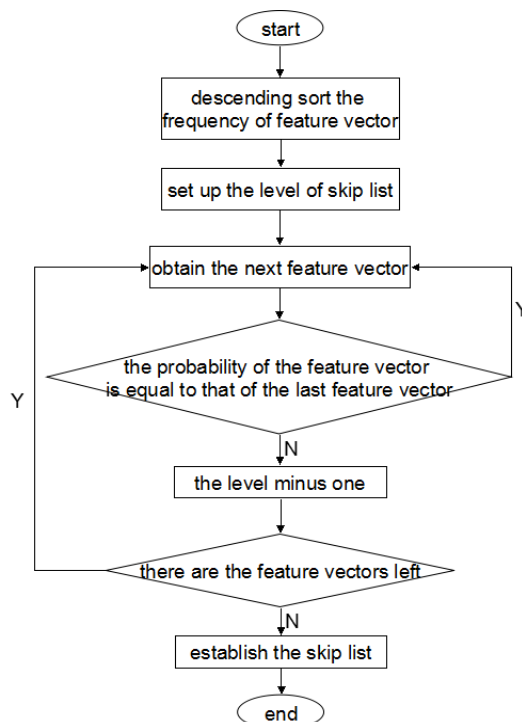 start
descending sort the
frequency of feature vector
set up the level of skip list
obtain the next feature vector
Y
the probability of the feature vector
is equal to that of the last feature vector
Y
N
the level minus one
there are the feature vectors left
N
establish the skip list
end